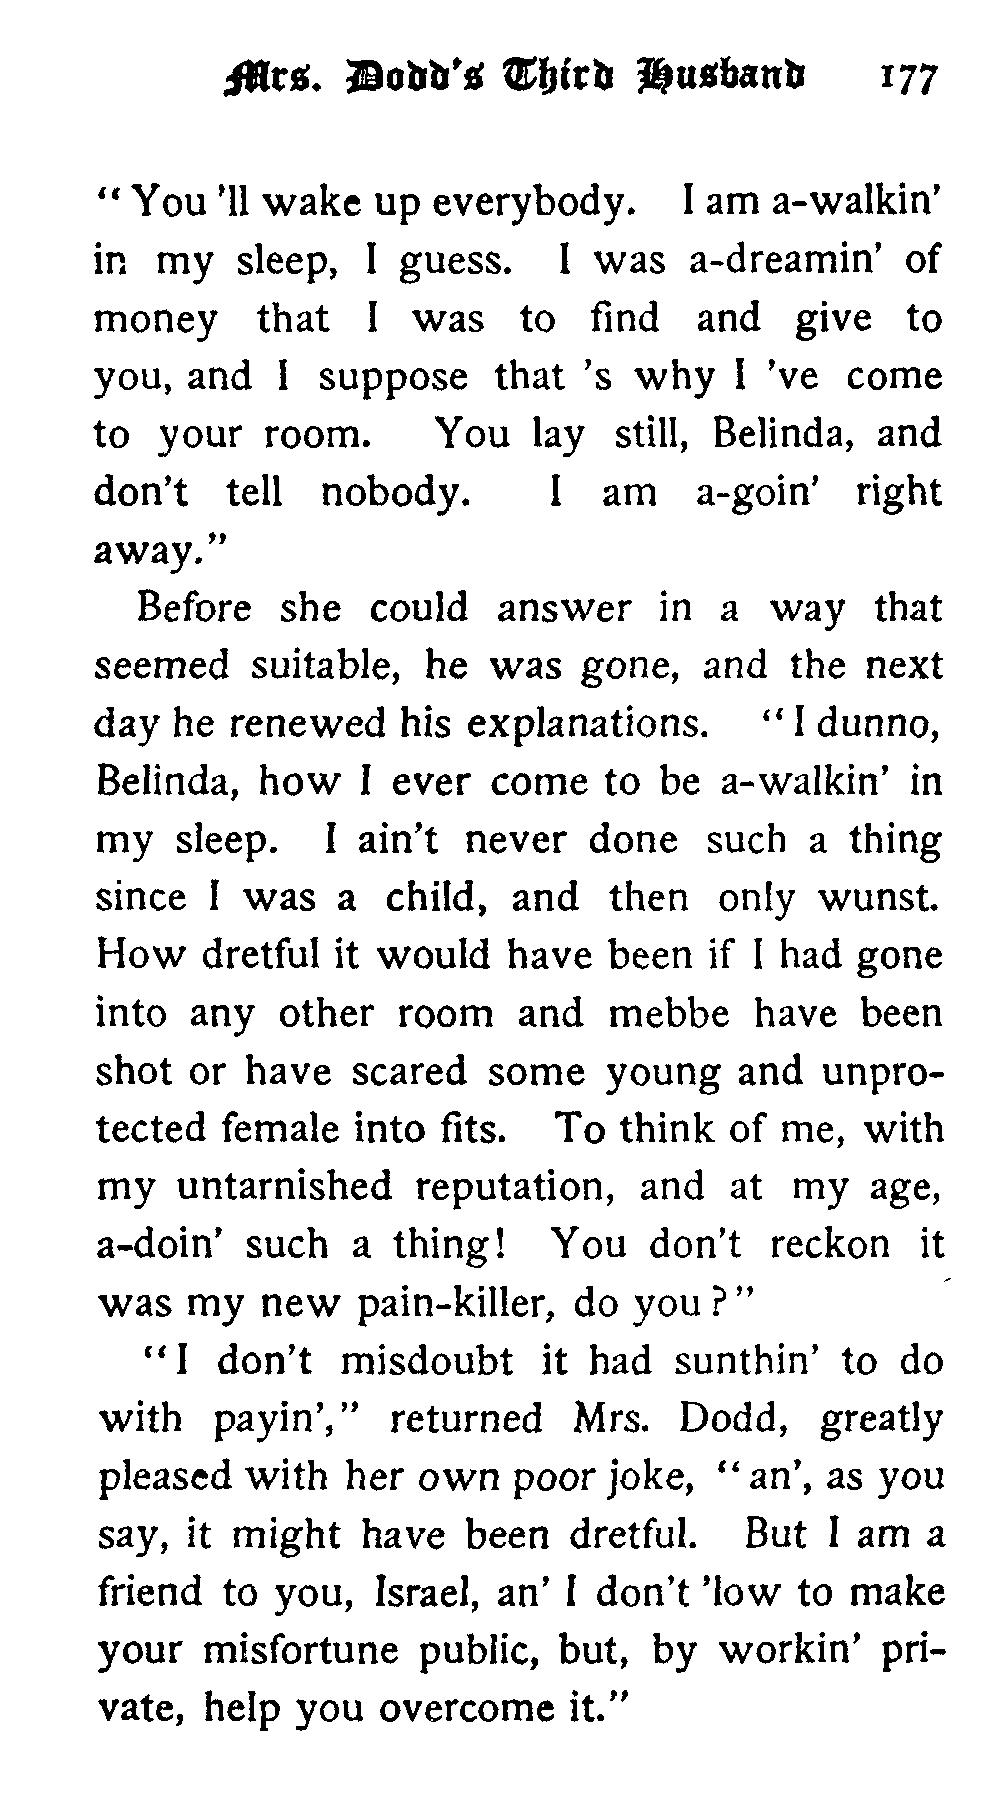 Mrs. Dodd's Third Husband 177
“ You 'll wake up everybody. I am a-walkin'
in my sleep, I guess. I was a-dreamin' of
money that I was to find and give to
you, and I suppose that 's why I 've come
to your room. You lay still, Belinda, and
don't tell nobody. I am a-goin' right
away.”
Before she could answer in a way that
seemed suitable, he was gone, and the next
day he renewed his explanations. “ I dunno,
Belinda, how I ever come to be a-walkin' in
my sleep. I ain't never done such a thing
since I was a child, and then only wunst.
How dretful it would have been if I had gone
into any other room and mebbe have been
shot or have scared some young and unpro-
tected female into fits. To think of me, with
my untarnished reputation, and at my age,
a-doin' such a thing! You don't reckon it
was my new pain-killer, do you ?”
“ I don't misdoubt it had sunthin' to do
with payin',” returned Mrs. Dodd, greatly
pleased with her own poor joke, “ an', as you
say, it might have been dretful. But I am a
friend to you, Israel, an' I don't 'low to make
your misfortune public, but, by workin' pri-
vate, help you overcome it.”